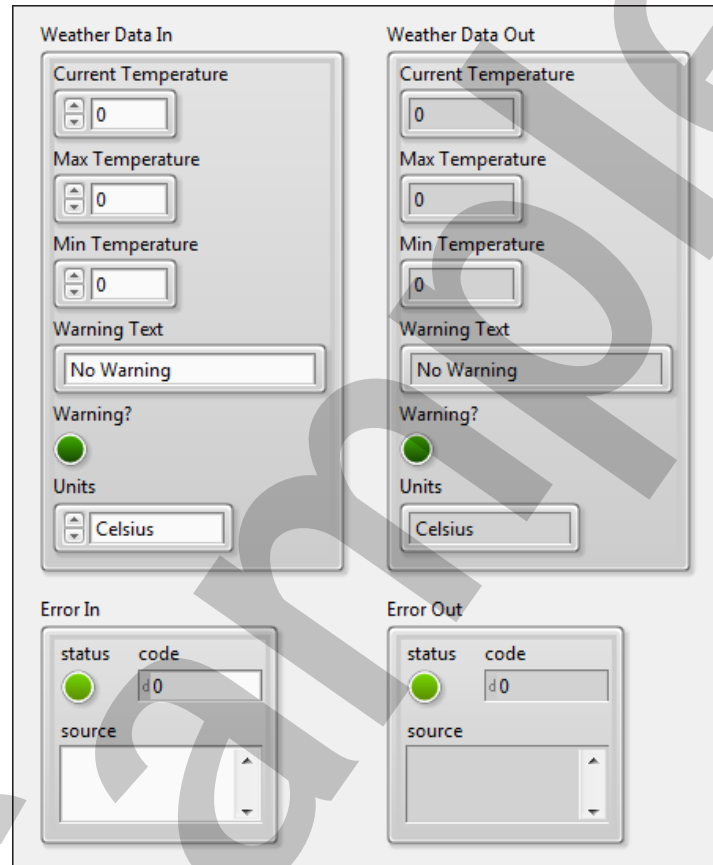 Weather Data In
Current Temperature
0
Max Temperature
0
Min Temperature
0
Warning Text
No Warning
Warning?
Units
Celsius
Weather Data Out
Current Temperature
0
Max Temperature
0
Min Temperature
0
Warning Text
No Warning
Warning?
Units
Celsius
Error In
status code
d 0
source
Error Out
status code
d 0
source